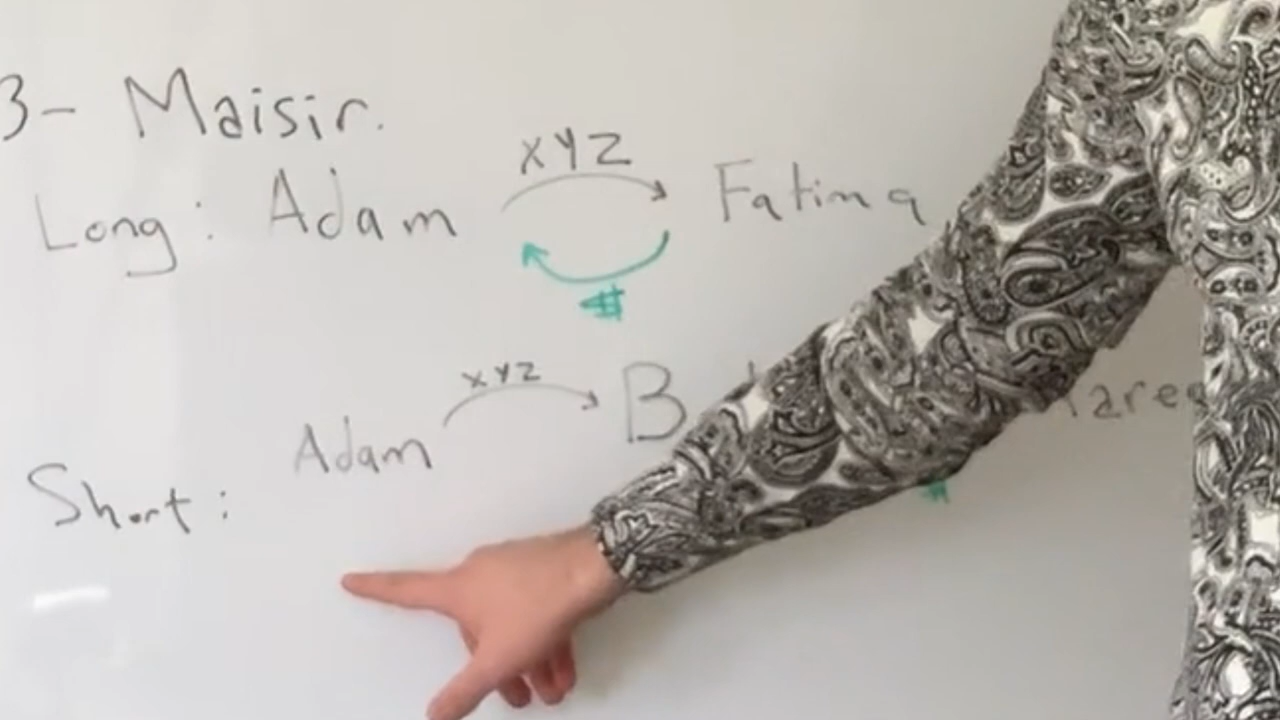 3- Maisir.
XYZ
Long: Adam Fatima
XYZ
Short: Adam